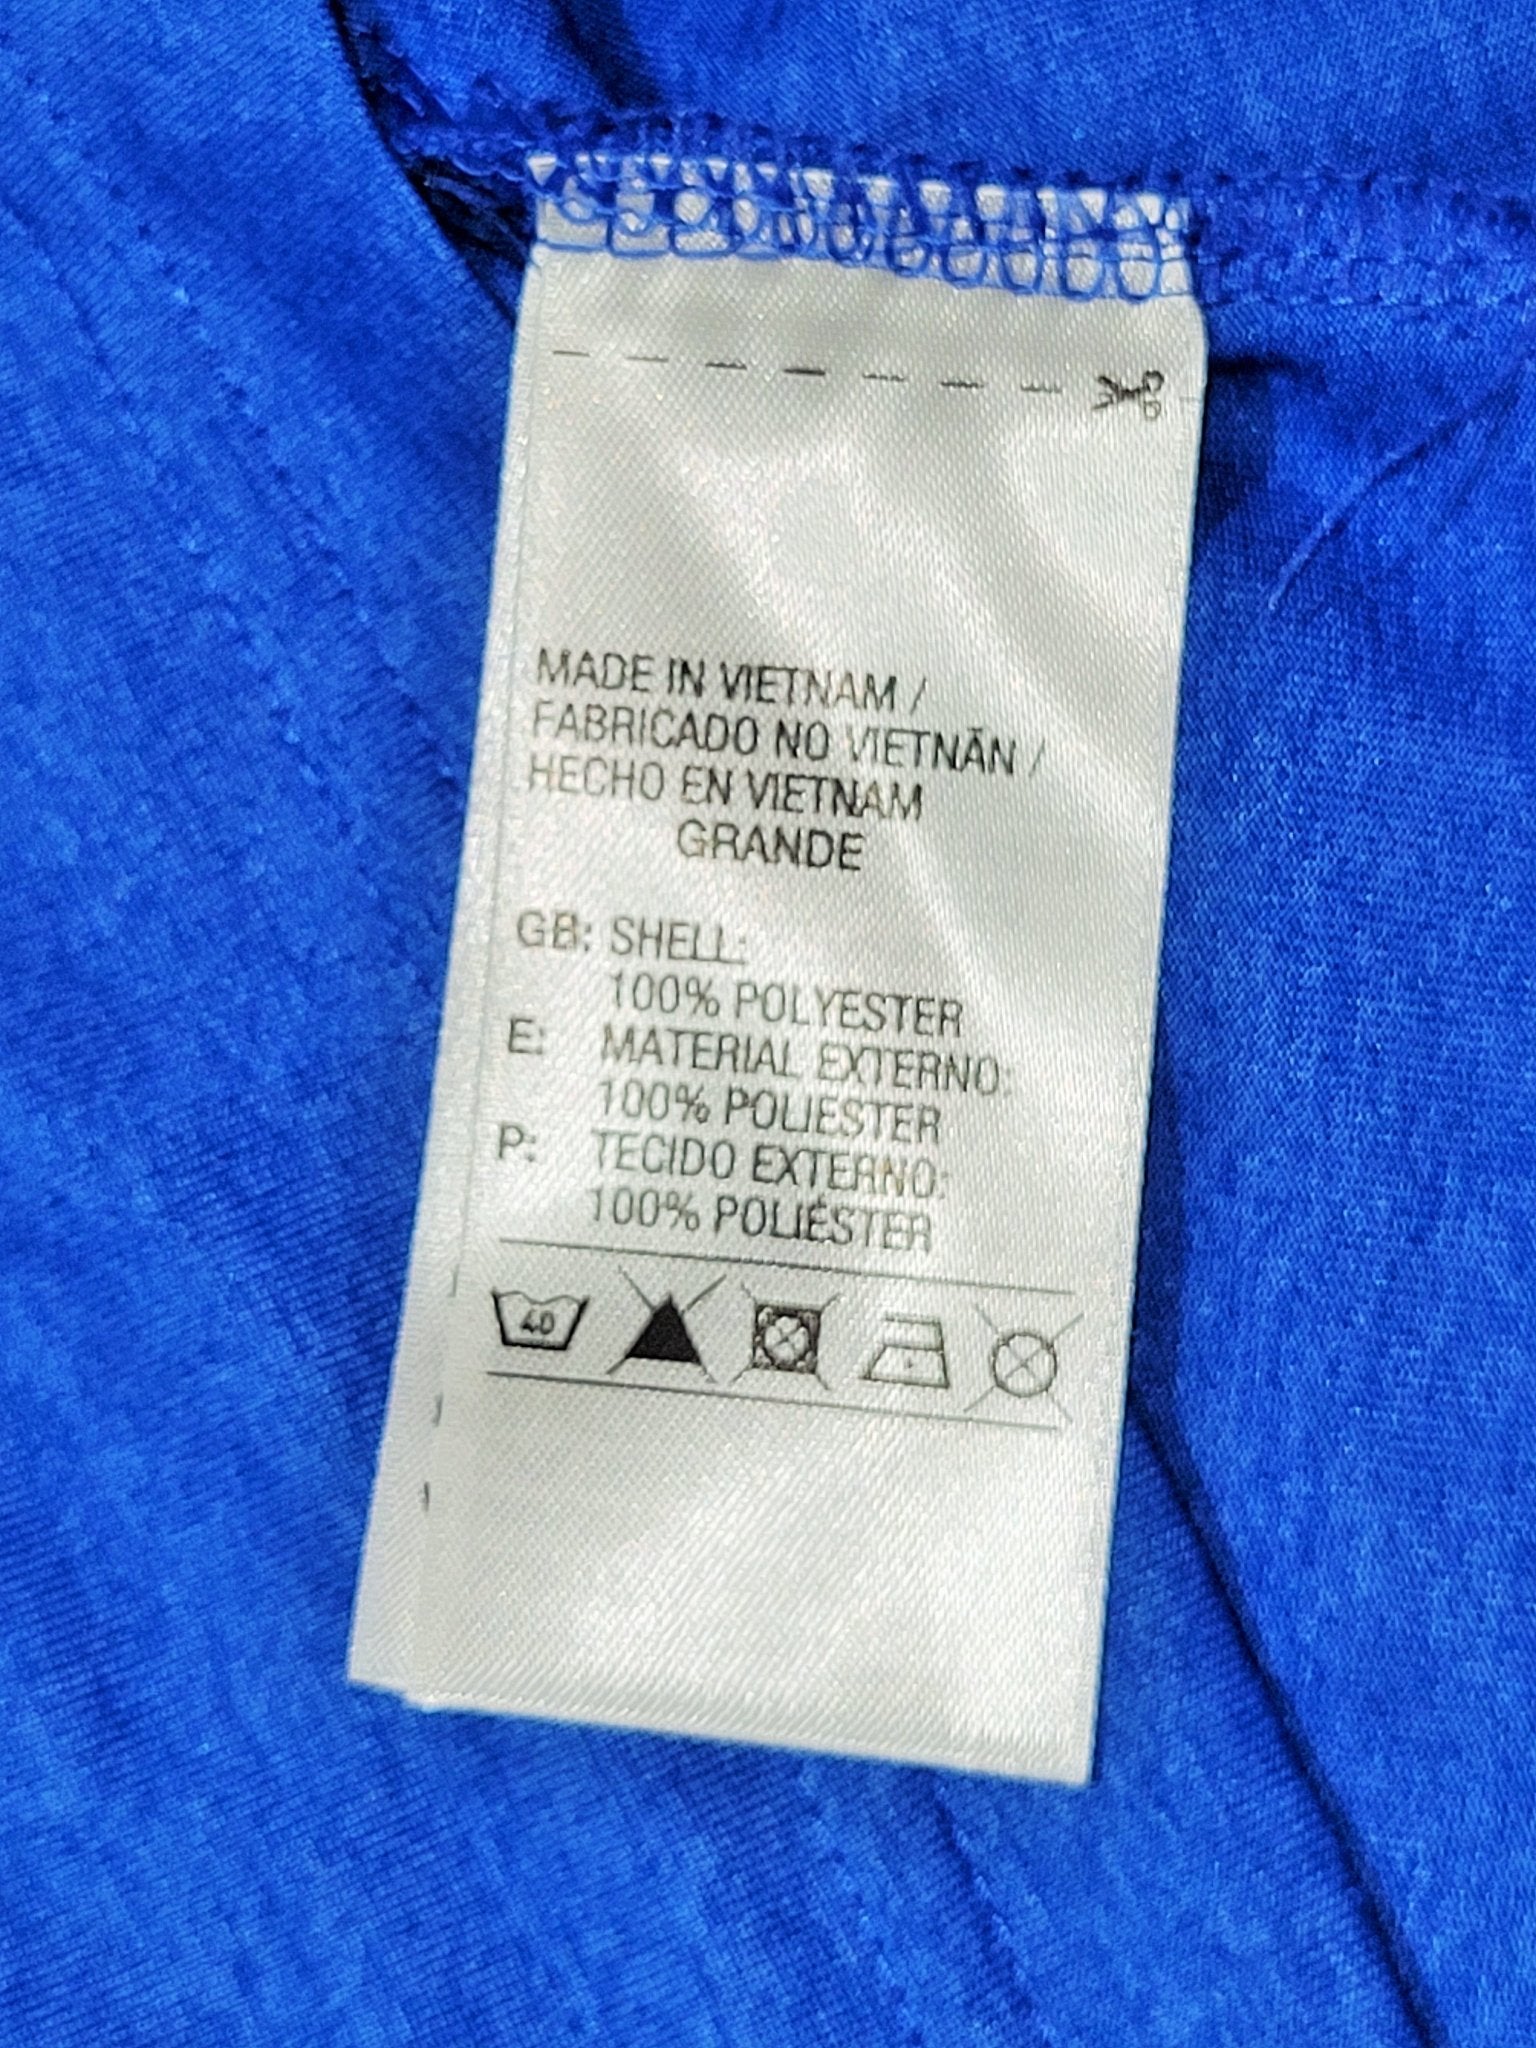 MADE IN VIETNAM /
FABRICADO NO VIETNÃN /
HECHO EN VIETNAM
GRANDE
GB: SHELL:
100% POLYESTER
E: MATERIAL EXTERNO:
100% POLIESTER
P: TECIDO EXTERNO:
100% POLIÉSTER
40